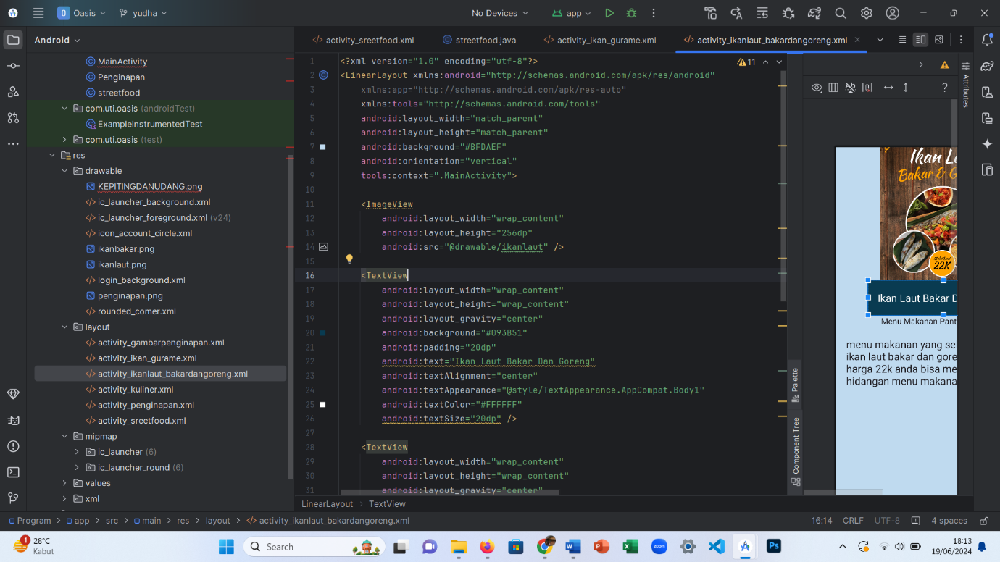 Oasis
yudha
No Devices
app
Android
activity_sreetfood.xml
streetfood.java
activity_ikan_gurame.xml
activity_ikanlaut_bakardangoreng.xml
MainActivity
Penginapan
streetfood
com.uti.oasis (androidTest)
ExampleInstrumentedTest
com.uti.oasis (test)
res
drawable
KEPITINGDANUDANG.png
ic_launcher_background.xml
ic_launcher_foreground.xml (v24)
icon_account_circle.xml
ikanbakar.png
ikanlaut.png
login_background.xml
penginapan.png
rounded_comer.xml
layout
activity_gambarpenginapan.xml
activity_ikan_gurame.xml
activity_ikanlaut_bakardangoreng.xml
activity_kuliner.xml
activity_penginapan.xml
activity_sreetfood.xml
mipmap
ic_launcher (6)
ic_launcher_round (6)
values
xml
11
1 <?xml version="1.0" encoding="utf-8"?>
2 <LinearLayout xmlns:android="http://schemas.android.com/apk/res/android"
3 xmlns:app="http://schemas.android.com/apk/res-auto"
4 xmlns:tools="http://schemas.android.com/tools"
5 android:layout_width="match_parent"
6 android:layout_height="match_parent"
7 android:background="#BFDAEF"
8 android:orientation="vertical"
9 tools:context=".MainActivity">
10
11 <ImageView
12 android:layout_width="wrap_content"
13 android:layout_height="256dp"
14 android:src="@drawable/ikanlaut" />
15
16 <TextView
17 android:layout_width="wrap_content"
18 android:layout_height="wrap_content"
19 android:layout_gravity="center"
20 android:background="#093B51"
21 android:padding="20dp"
22 android:text="Ikan Laut Bakar Dan Goreng"
23 android:textAlignment="center"
24 android:textAppearance="@style/TextAppearance.AppCompat.Body1"
25 android:textColor="#FFFFFF"
26 android:textSize="20dp" />
27
28 <TextView
29 android:layout_width="wrap_content"
30 android:layout_height="wrap_content"
31 android:layout_gravity="center"
LinearLayout > TextView
Attributes
Palette
Component Tree
Ikan La
Bakar & G
22K
Ikan Laut Bakar D
Menu Makanan Pant
menu makanan yang sel
ikan laut bakar dan gore
harga 22k anda bisa me
hidangan menu makana
Program > app > src > main > res > layout > activity_ikanlaut_bakardangoreng.xml
16:14 CRLF UTF-8 4 spaces
1
28°C
Kabut
Search
18:13
19/06/2024